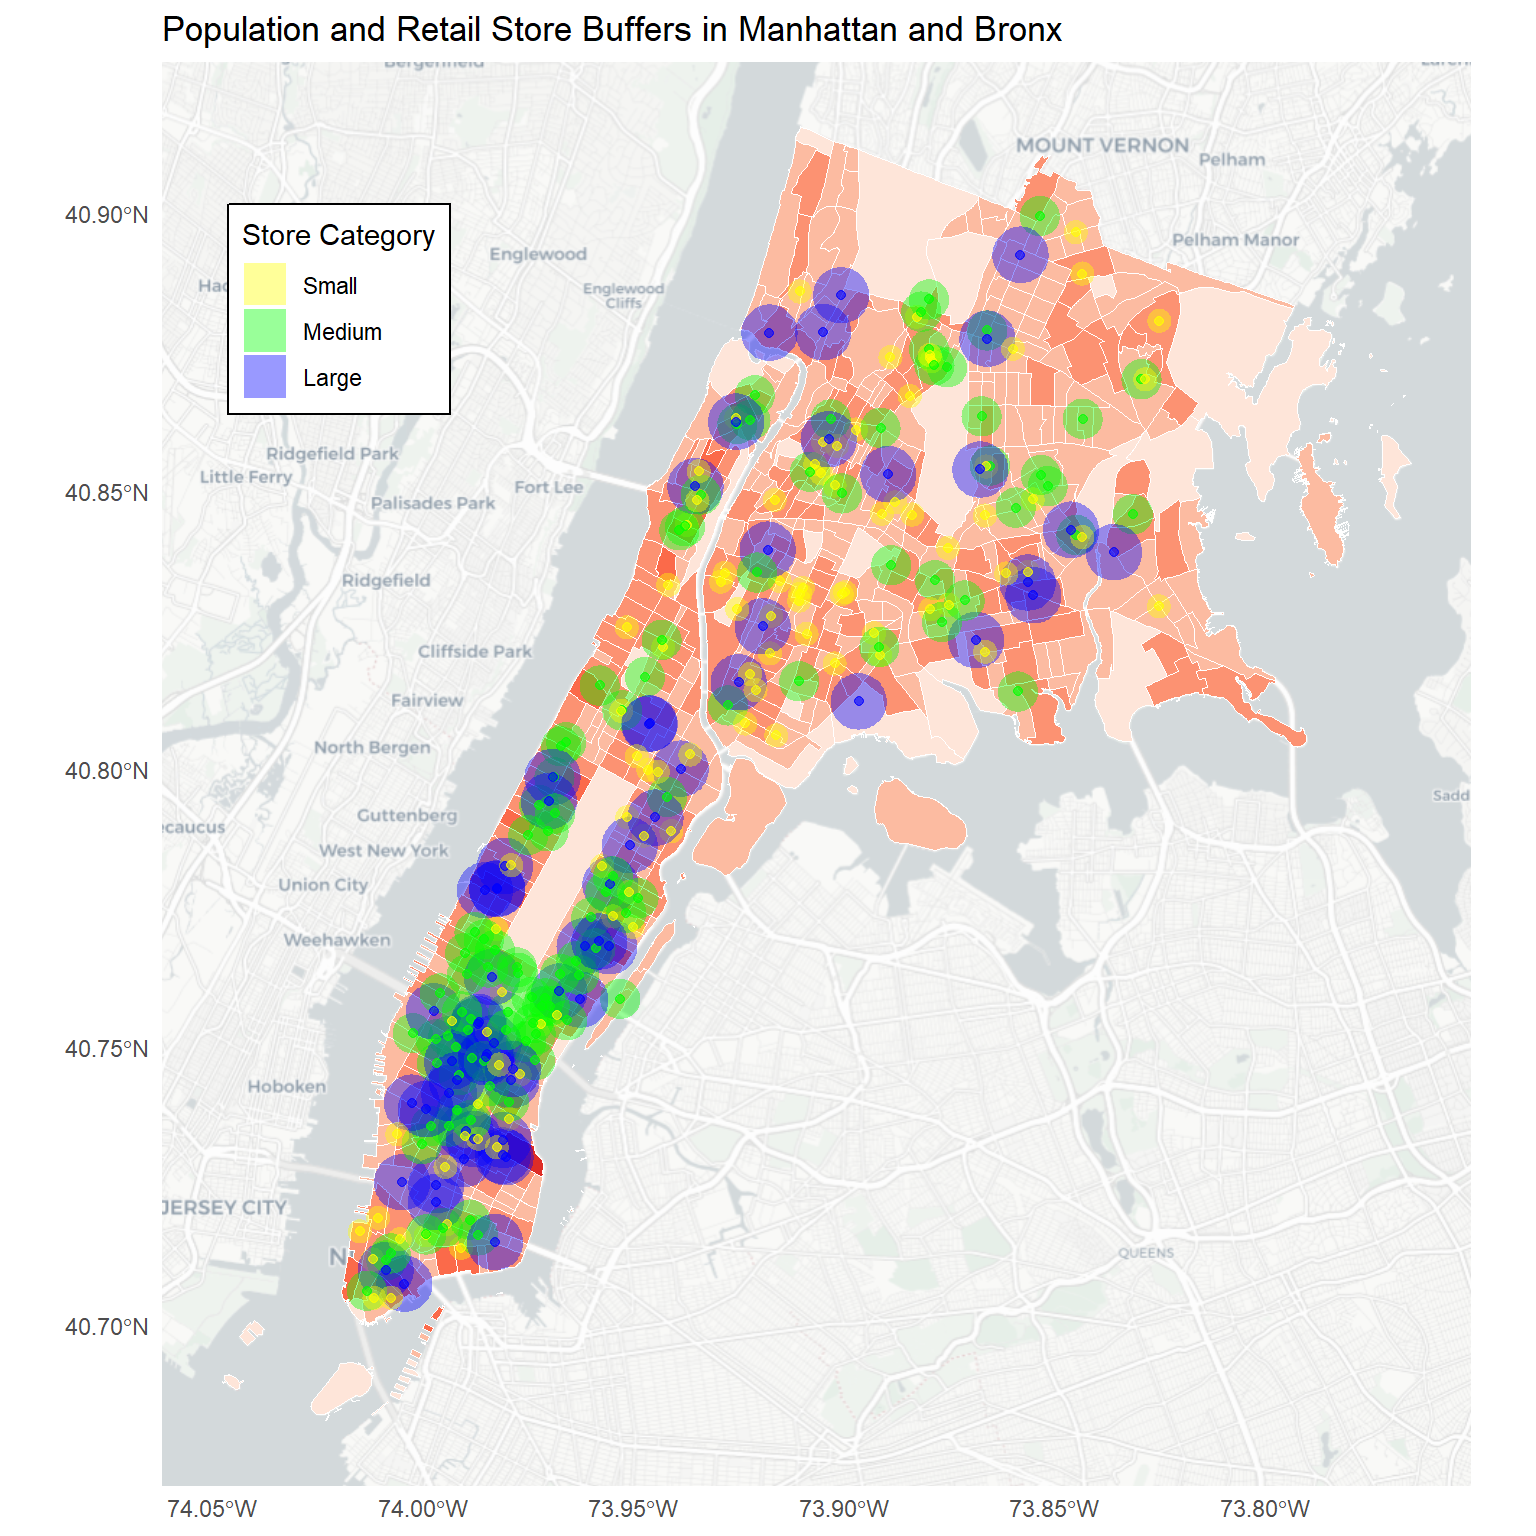 Population and Retail Store Buffers in Manhattan and Bronx
Bergenfield
MOUNT VERNON
Pelham
40.90°N
Pelham Manor
Store Category
Small
Medium
Large
Englewood
Englewood
Cliffs
Ridgefield Park
Little Ferry
Fort Lee
Palisades Park
40.85°N
Ridgefield
Cliffside Park
Fairview
North Bergen
40.80°N
Guttenberg
ecaucus
Sadd
West New York
Union City
Weehawken
40.75°N
Hoboken
JERSEY CITY
N
QUEENS
40.70°N
74.05°W
74.00°W
73.95°W
73.90°W
73.85°W
73.80°W